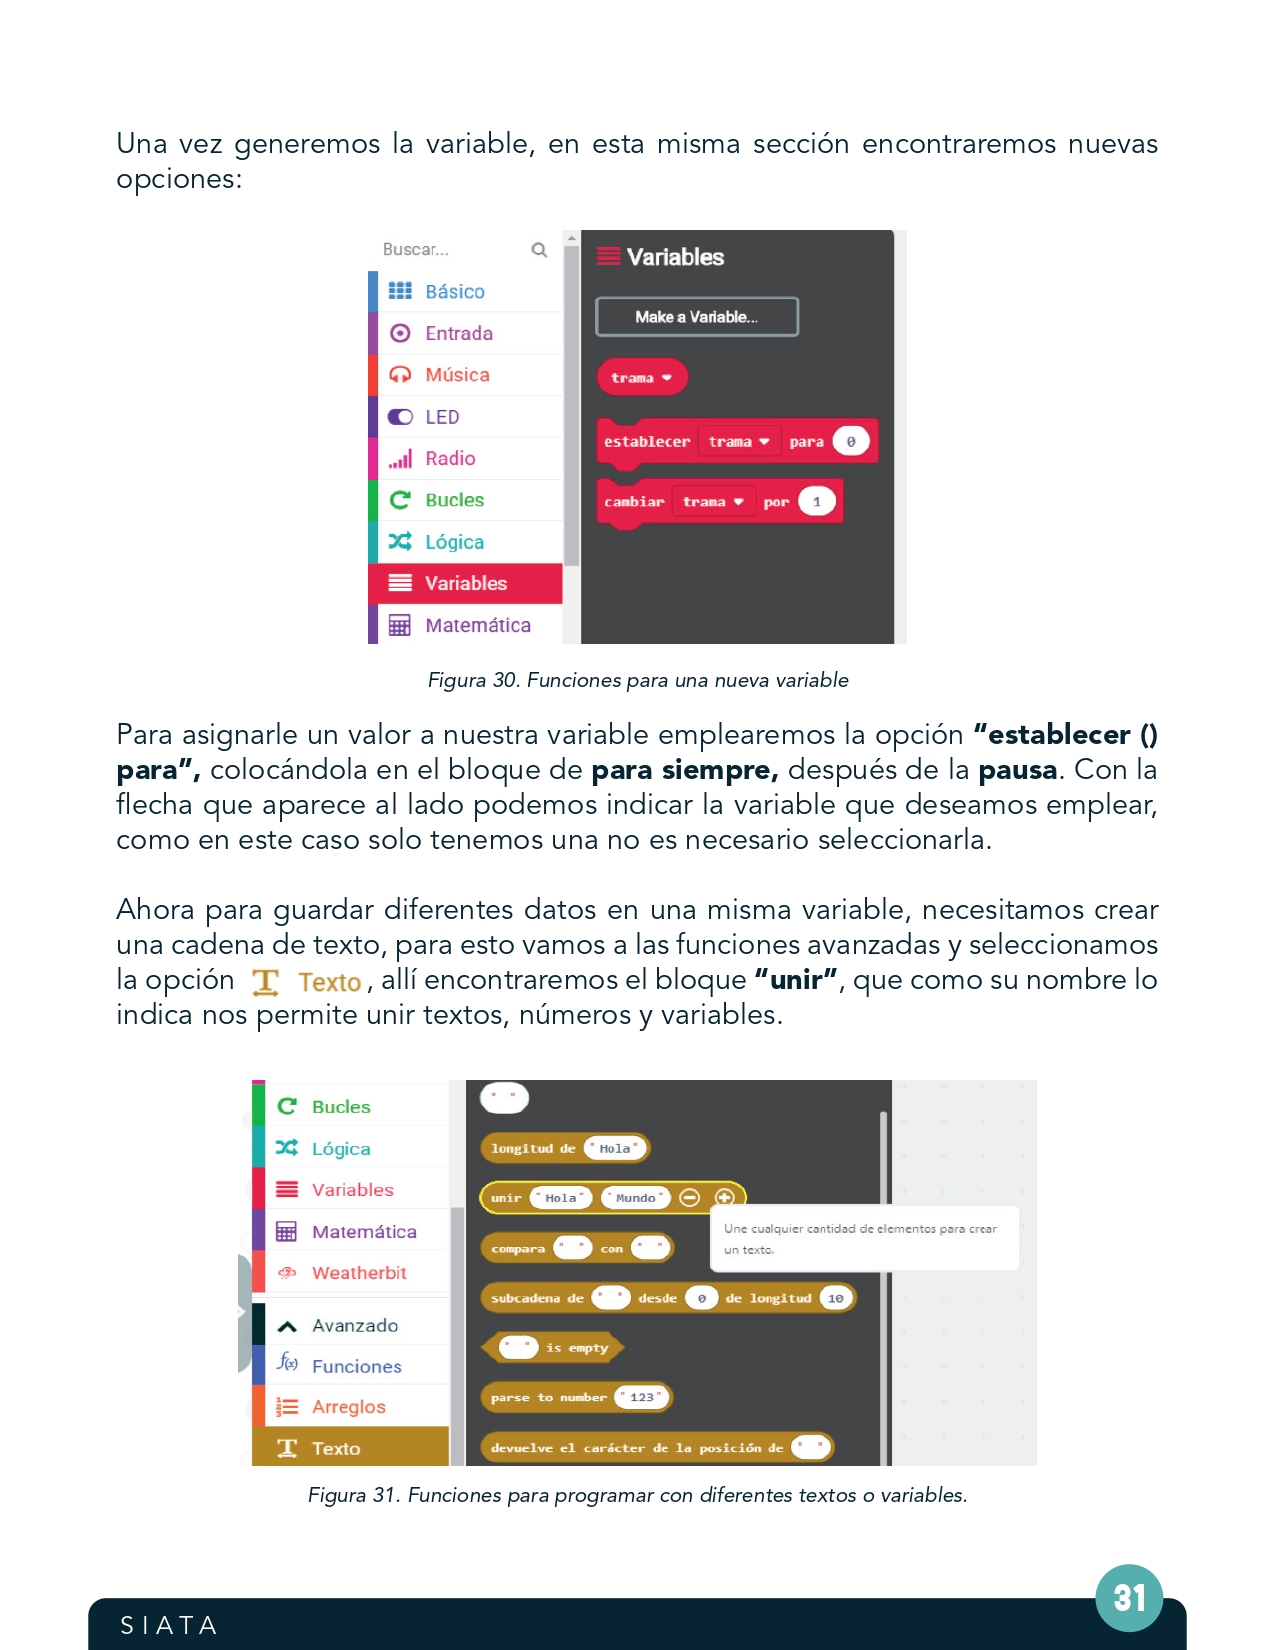 Una vez generemos la variable, en esta misma sección encontraremos nuevas
opciones:
Buscar...
Básico
Entrada
Música
LED
Radio
Bucles
Lógica
Variables
Matemática
Variables
Make a Variable...
trama
establecer trama para 0
cambiar trama por 1
Figura 30. Funciones para una nueva variable
Para asignarle un valor a nuestra variable emplearemos la opción “establecer ()
para”, colocándola en el bloque de para siempre, después de la pausa. Con la
flecha que aparece al lado podemos indicar la variable que deseamos emplear,
como en este caso solo tenemos una no es necesario seleccionarla.
Ahora para guardar diferentes datos en una misma variable, necesitamos crear
una cadena de texto, para esto vamos a las funciones avanzadas y seleccionamos
la opción T Texto, allí encontraremos el bloque “unir”, que como su nombre lo
indica nos permite unir textos, números y variables.
Bucles
Lógica
Variables
Matemática
Weatherbit
Avanzado
f(x) Funciones
Arreglos
T Texto
" "
longitud de "Hola"
unir "Hola" "Mundo" - +
Une cualquier cantidad de elementos para crear
un texto.
compara " " con " "
subcadena de " " desde 0 de longitud 10
" " is empty
parse to number "123"
devuelve el carácter de la posición de " "
Figura 31. Funciones para programar con diferentes textos o variables.
31
SIATA